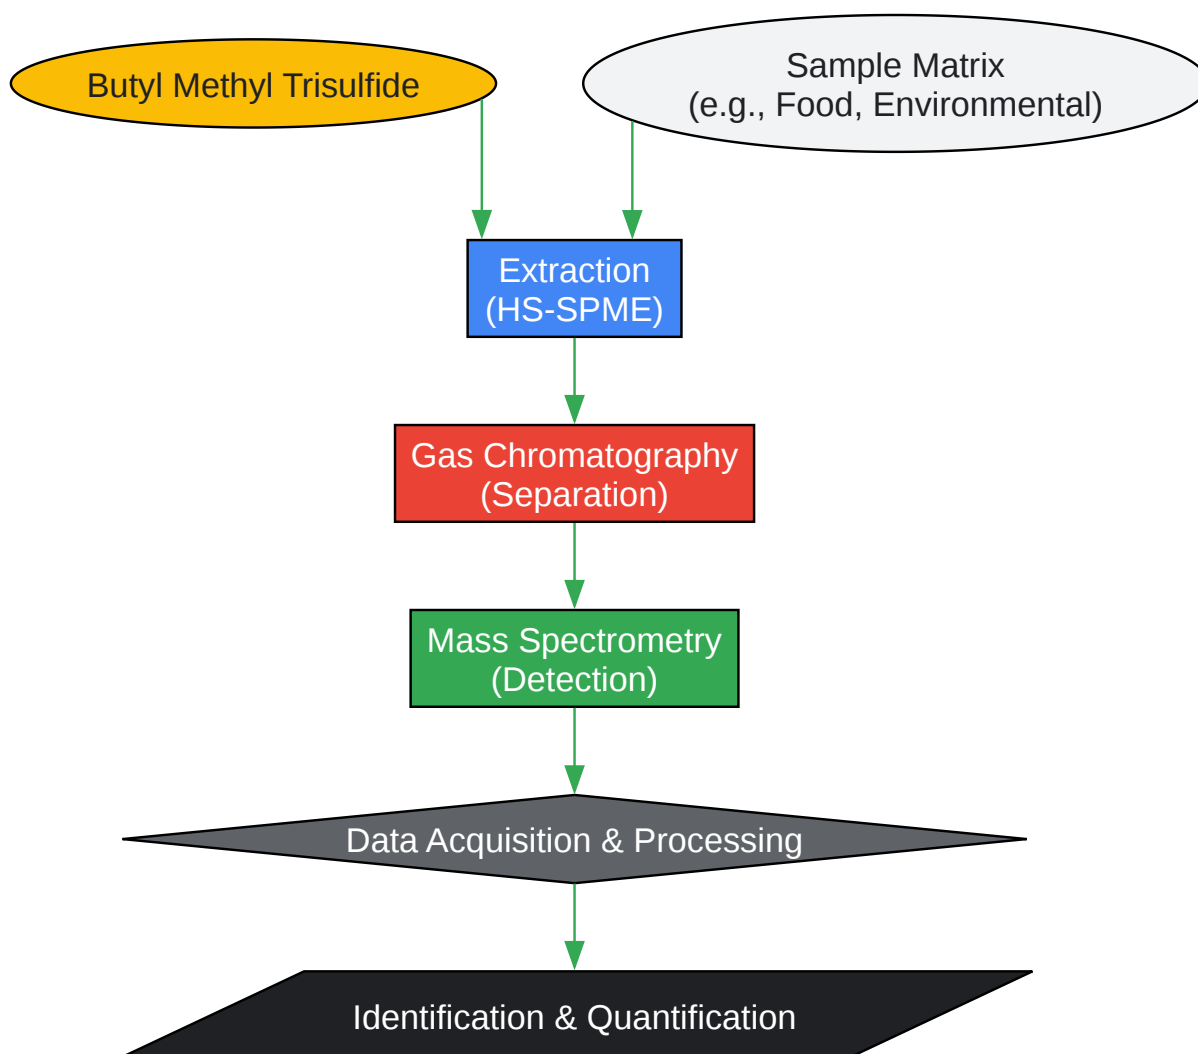 Butyl Methyl Trisulfide
Sample Matrix
(e.g., Food, Environmental)
Extraction
(HS-SPME)
Gas Chromatography
(Separation)
Mass Spectrometry
(Detection)
Data Acquisition & Processing
Identification & Quantification